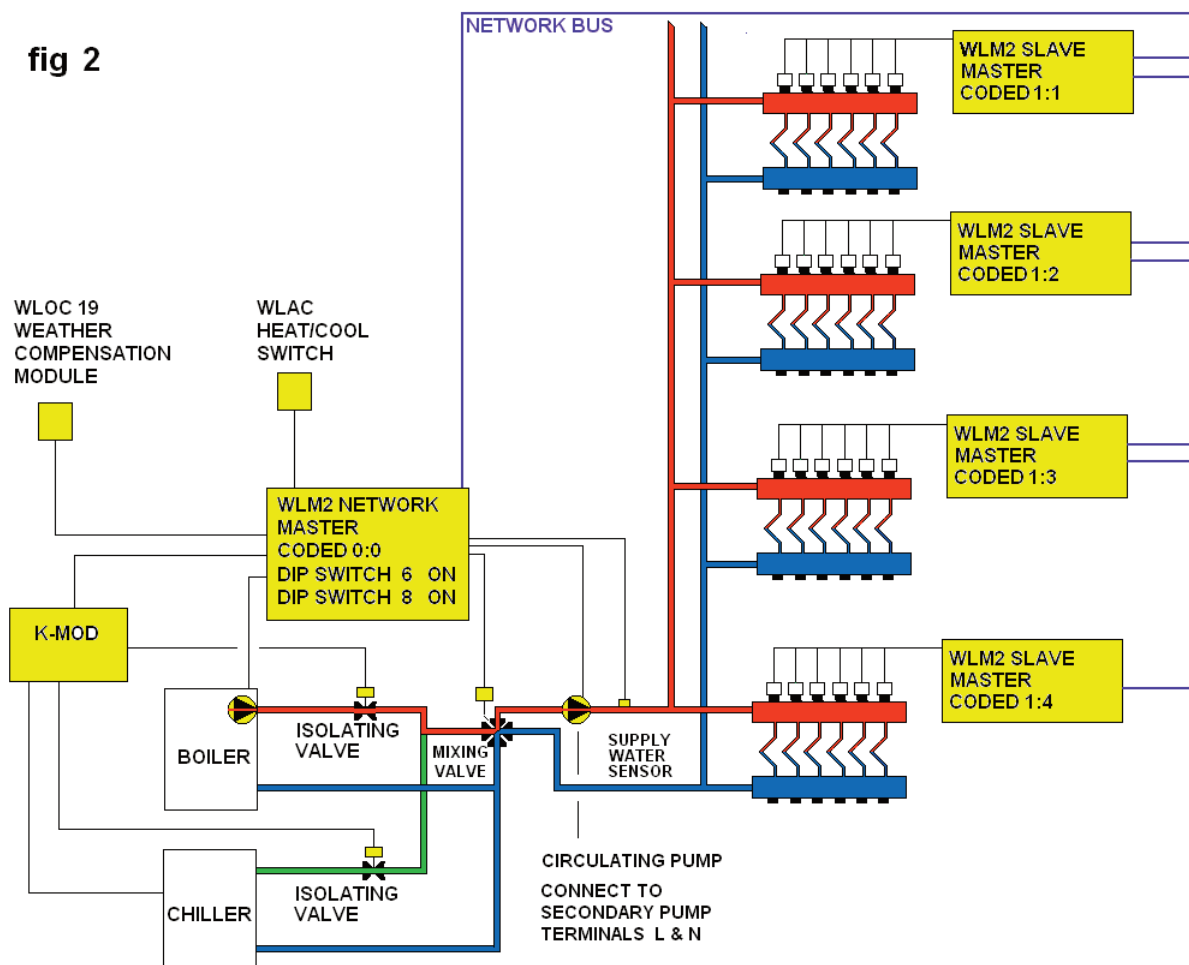 NETWORK BUS
fig 2
WLM2 SLAVE
MASTER
CODED 1:1
WLM2 SLAVE
MASTER
CODED 1:2
WLOC 19
WEATHER
COMPENSATION
MODULE
WLAC
HEAT/COOL
SWITCH
WLM2 SLAVE
MASTER
CODED 1:3
WLM2 NETWORK
MASTER
CODED 0:0
DIP SWITCH 6 ON
DIP SWITCH 8 ON
K-MOD
WLM2 SLAVE
MASTER
CODED 1:4
BOILER
ISOLATING
VALVE
MIXING
VALVE
SUPPLY
WATER
SENSOR
CHILLER
ISOLATING
VALVE
CIRCULATING PUMP
CONNECT TO
SECONDARY PUMP
TERMINALS L & N